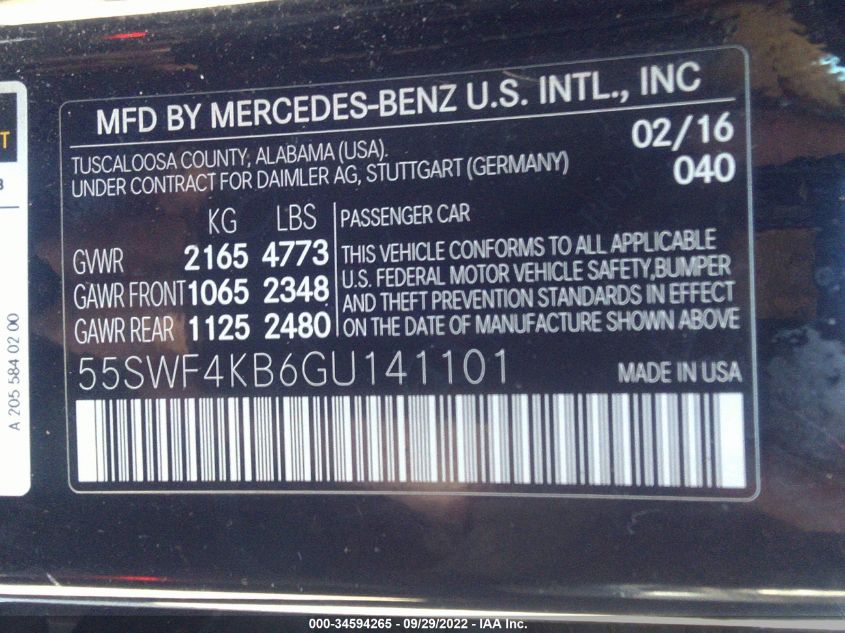 MFD BY MERCEDES-BENZ U.S. INTL., INC
TUSCALOOSA COUNTY, ALABAMA (USA).
UNDER CONTRACT FOR DAIMLER AG, STUTTGART (GERMANY)
02/16
040
KG LBS
GVWR 2165 4773
GAWR FRONT 1065 2348
GAWR REAR 1125 2480
PASSENGER CAR
THIS VEHICLE CONFORMS TO ALL APPLICABLE
U.S. FEDERAL MOTOR VEHICLE SAFETY,BUMPER
AND THEFT PREVENTION STANDARDS IN EFFECT
ON THE DATE OF MANUFACTURE SHOWN ABOVE
55SWF4KB6GU141101
MADE IN USA
A 205 584 02 00
000-34594265 - 09/29/2022 - IAA Inc.